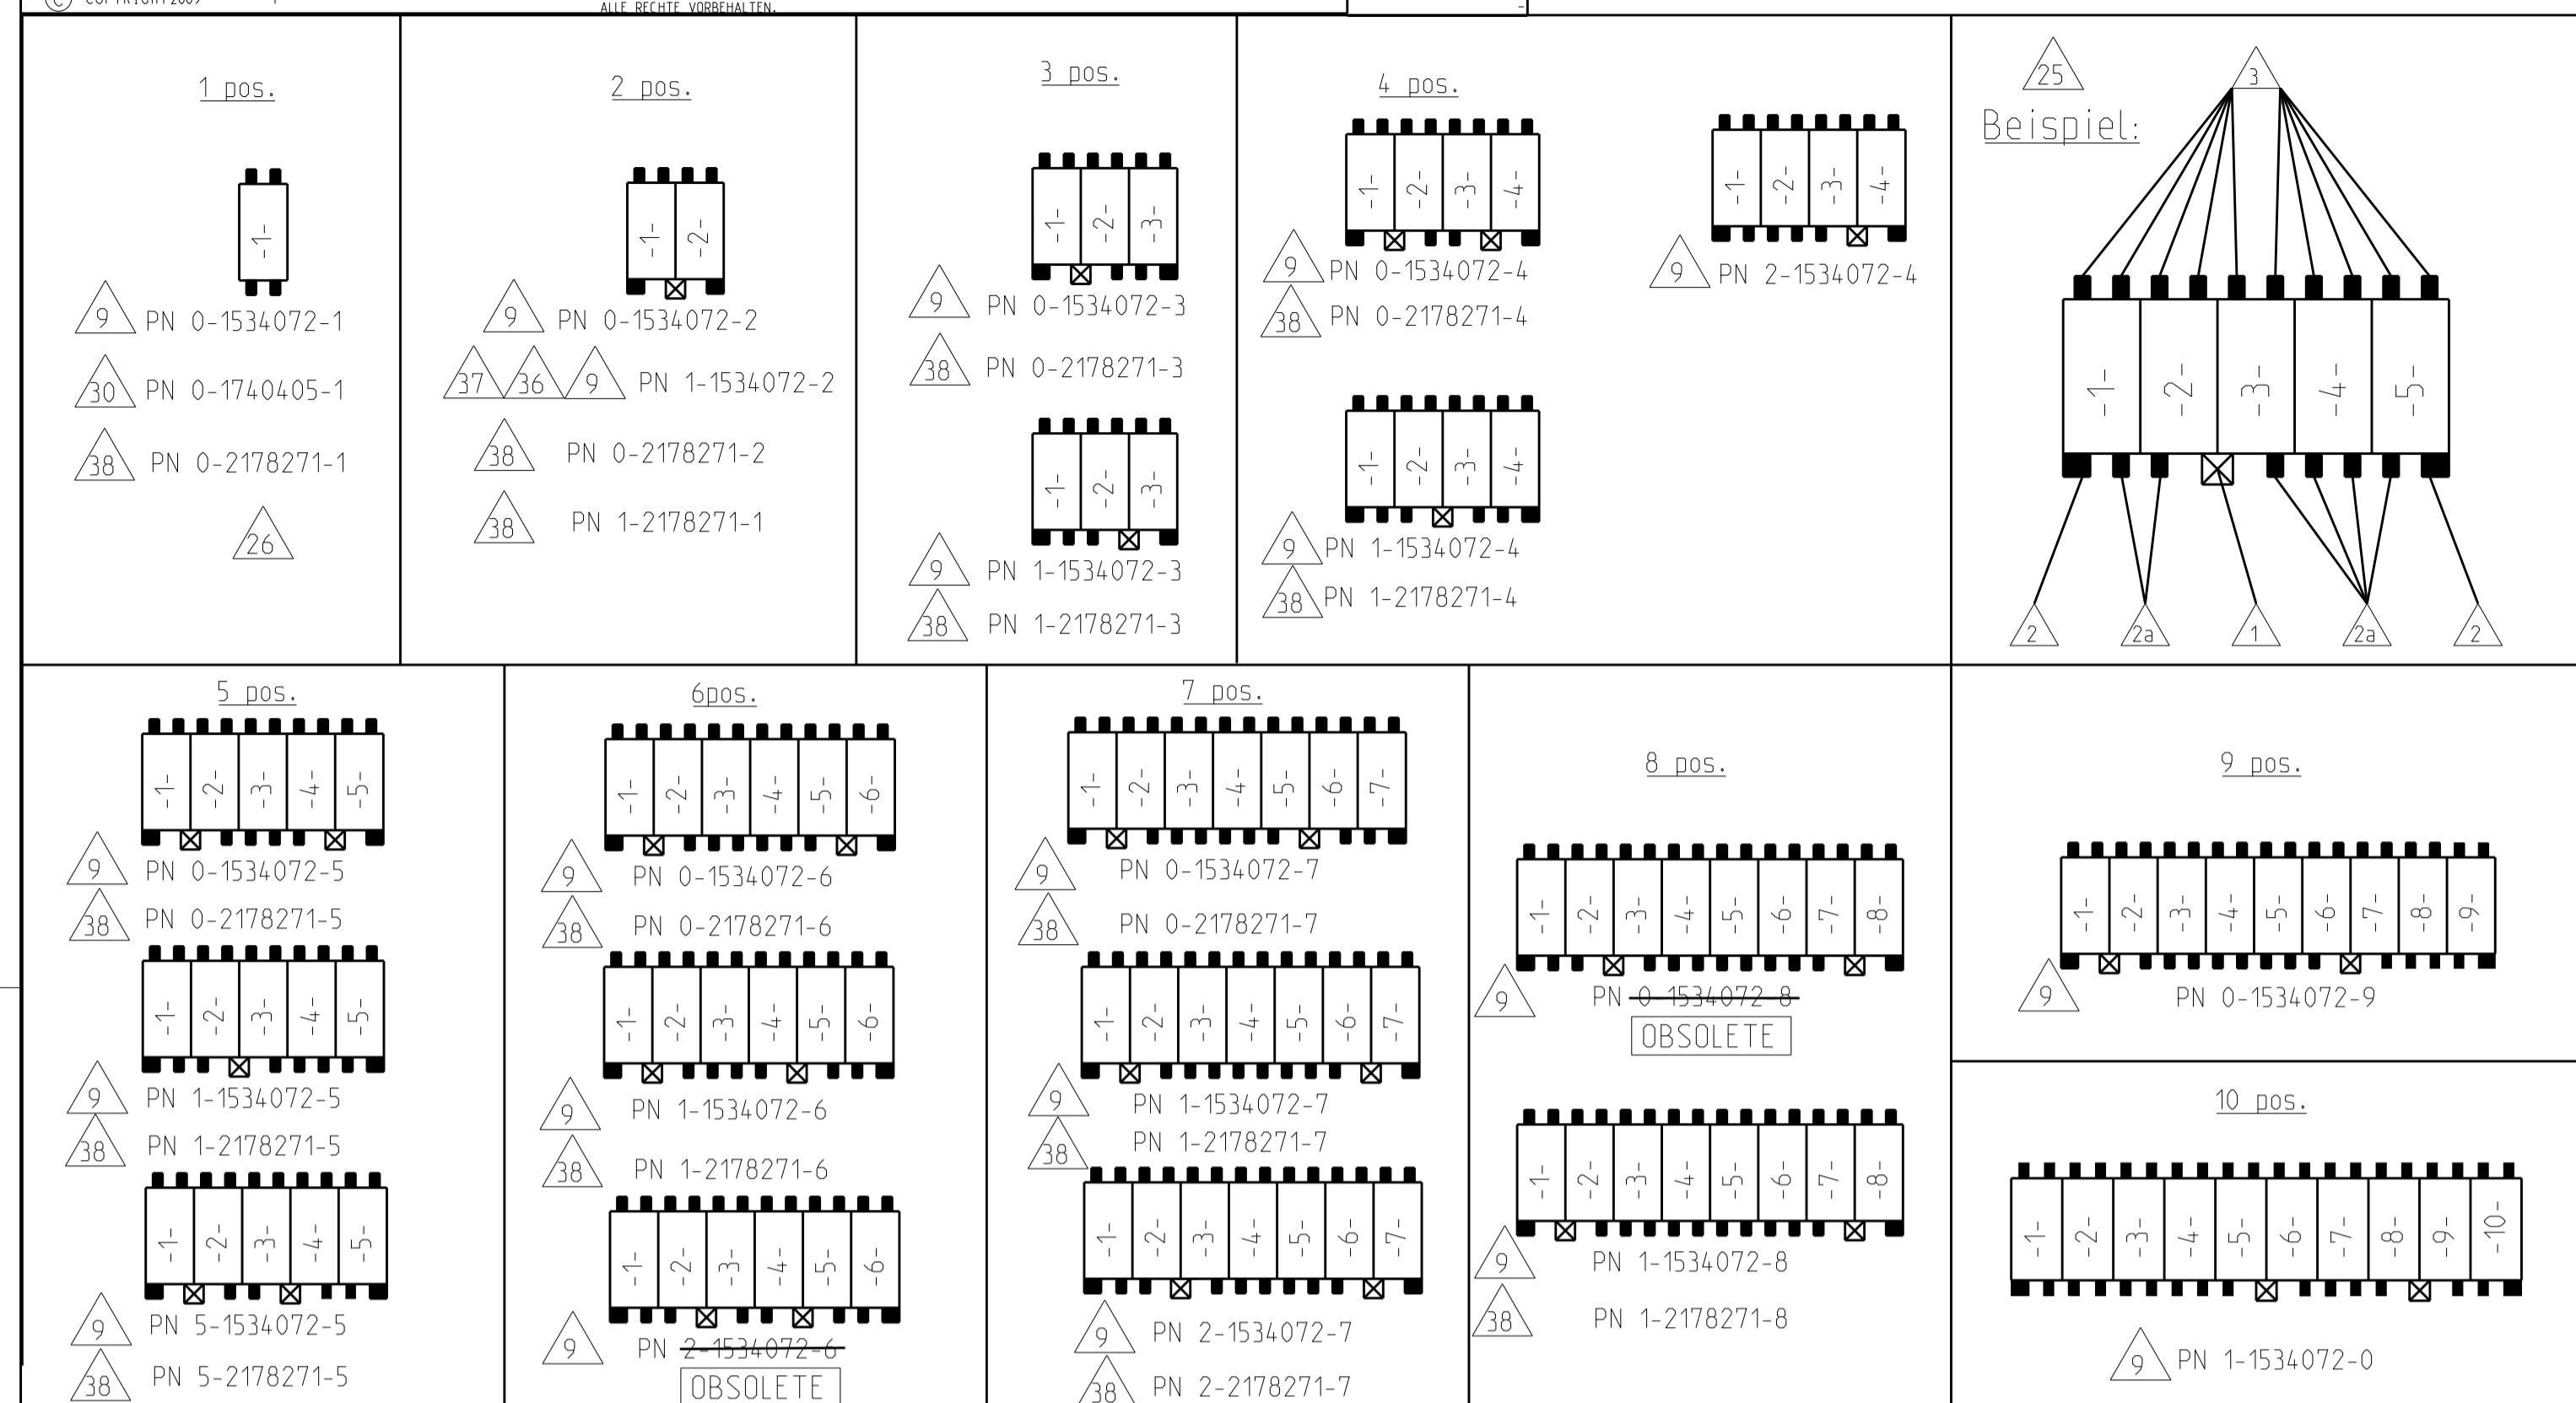 ALLE RECHTE VORBEHALTEN.
1 pos.
-1-
9 PN 0-1534072-1
30 PN 0-1740405-1
38 PN 0-2178271-1
26
2 pos.
-1- -2-
9 PN 0-1534072-2
37 36 9 PN 1-1534072-2
38 PN 0-2178271-2
38 PN 1-2178271-1
3 pos.
-1- -2- -3-
9 PN 0-1534072-3
38 PN 0-2178271-3
-1- -2- -3-
9 PN 1-1534072-3
38 PN 1-2178271-3
4 pos.
-1- -2- -3- -4-
9 PN 0-1534072-4
38 PN 0-2178271-4
-1- -2- -3- -4-
9 PN 2-1534072-4
-1- -2- -3- -4-
9 PN 1-1534072-4
38 PN 1-2178271-4
25
Beispiel:
3
-1- -2- -3- -4- -5-
2 2a 1 2a 2
5 pos.
-1- -2- -3- -4- -5-
9 PN 0-1534072-5
38 PN 0-2178271-5
-1- -2- -3- -4- -5-
9 PN 1-1534072-5
38 PN 1-2178271-5
-1- -2- -3- -4- -5-
9 PN 5-1534072-5
38 PN 5-2178271-5
6pos.
-1- -2- -3- -4- -5- -6-
9 PN 0-1534072-6
38 PN 0-2178271-6
-1- -2- -3- -4- -5- -6-
9 PN 1-1534072-6
38 PN 1-2178271-6
-1- -2- -3- -4- -5- -6-
9 PN 2-1534072-6
OBSOLETE
7 pos.
-1- -2- -3- -4- -5- -6- -7-
9 PN 0-1534072-7
38 PN 0-2178271-7
-1- -2- -3- -4- -5- -6- -7-
9 PN 1-1534072-7
38 PN 1-2178271-7
-1- -2- -3- -4- -5- -6- -7-
9 PN 2-1534072-7
38 PN 2-2178271-7
8 pos.
-1- -2- -3- -4- -5- -6- -7- -8-
9 PN 0-1534072-8
OBSOLETE
-1- -2- -3- -4- -5- -6- -7- -8-
9 PN 1-1534072-8
38 PN 1-2178271-8
9 pos.
-1- -2- -3- -4- -5- -6- -7- -8- -9-
9 PN 0-1534072-9
10 pos.
-1- -2- -3- -4- -5- -6- -7- -8- -9- -10-
9 PN 1-1534072-0